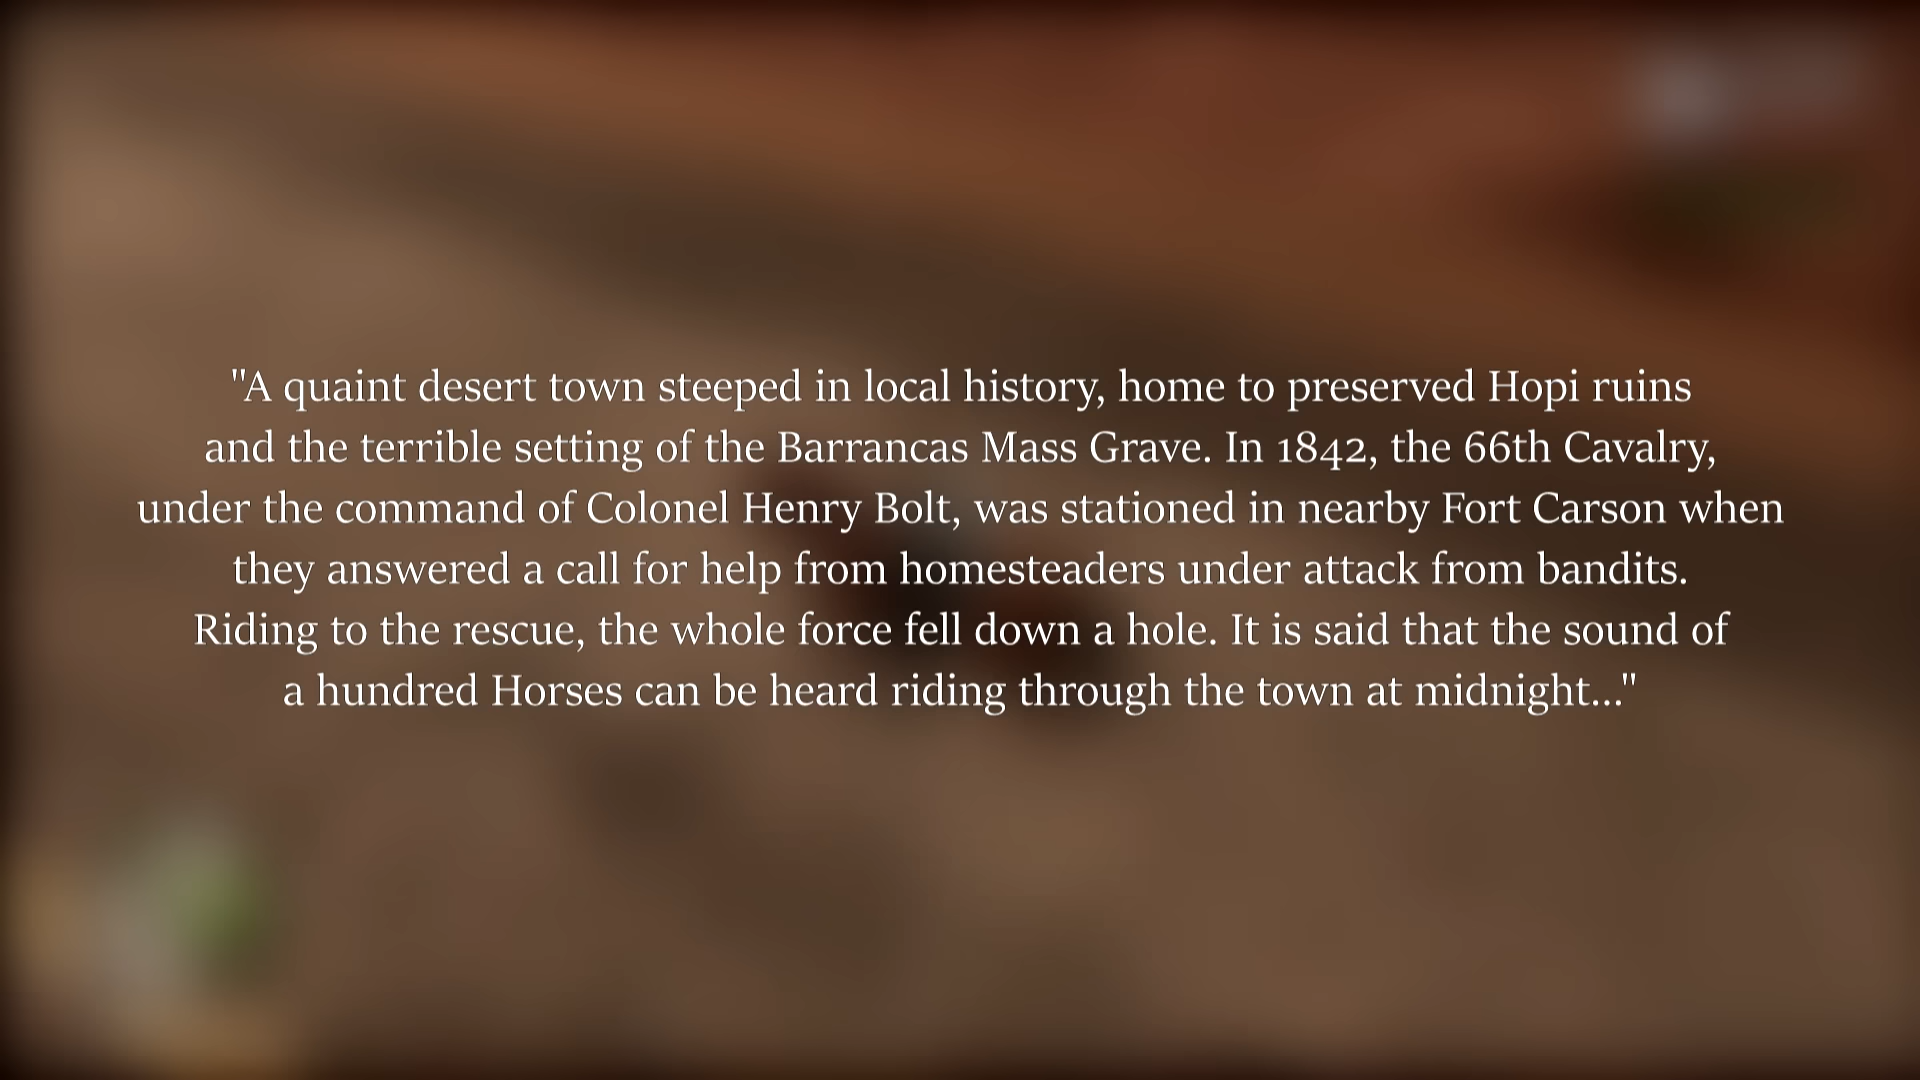 "A quaint desert town steeped in local history, home to preserved Hopi ruins
and the terrible setting of the Barrancas Mass Grave. In 1842, the 66th Cavalry,
under the command of Colonel Henry Bolt, was stationed in nearby Fort Carson when
they answered a call for help from homesteaders under attack from bandits.
Riding to the rescue, the whole force fell down a hole. It is said that the sound of
a hundred Horses can be heard riding through the town at midnight..."